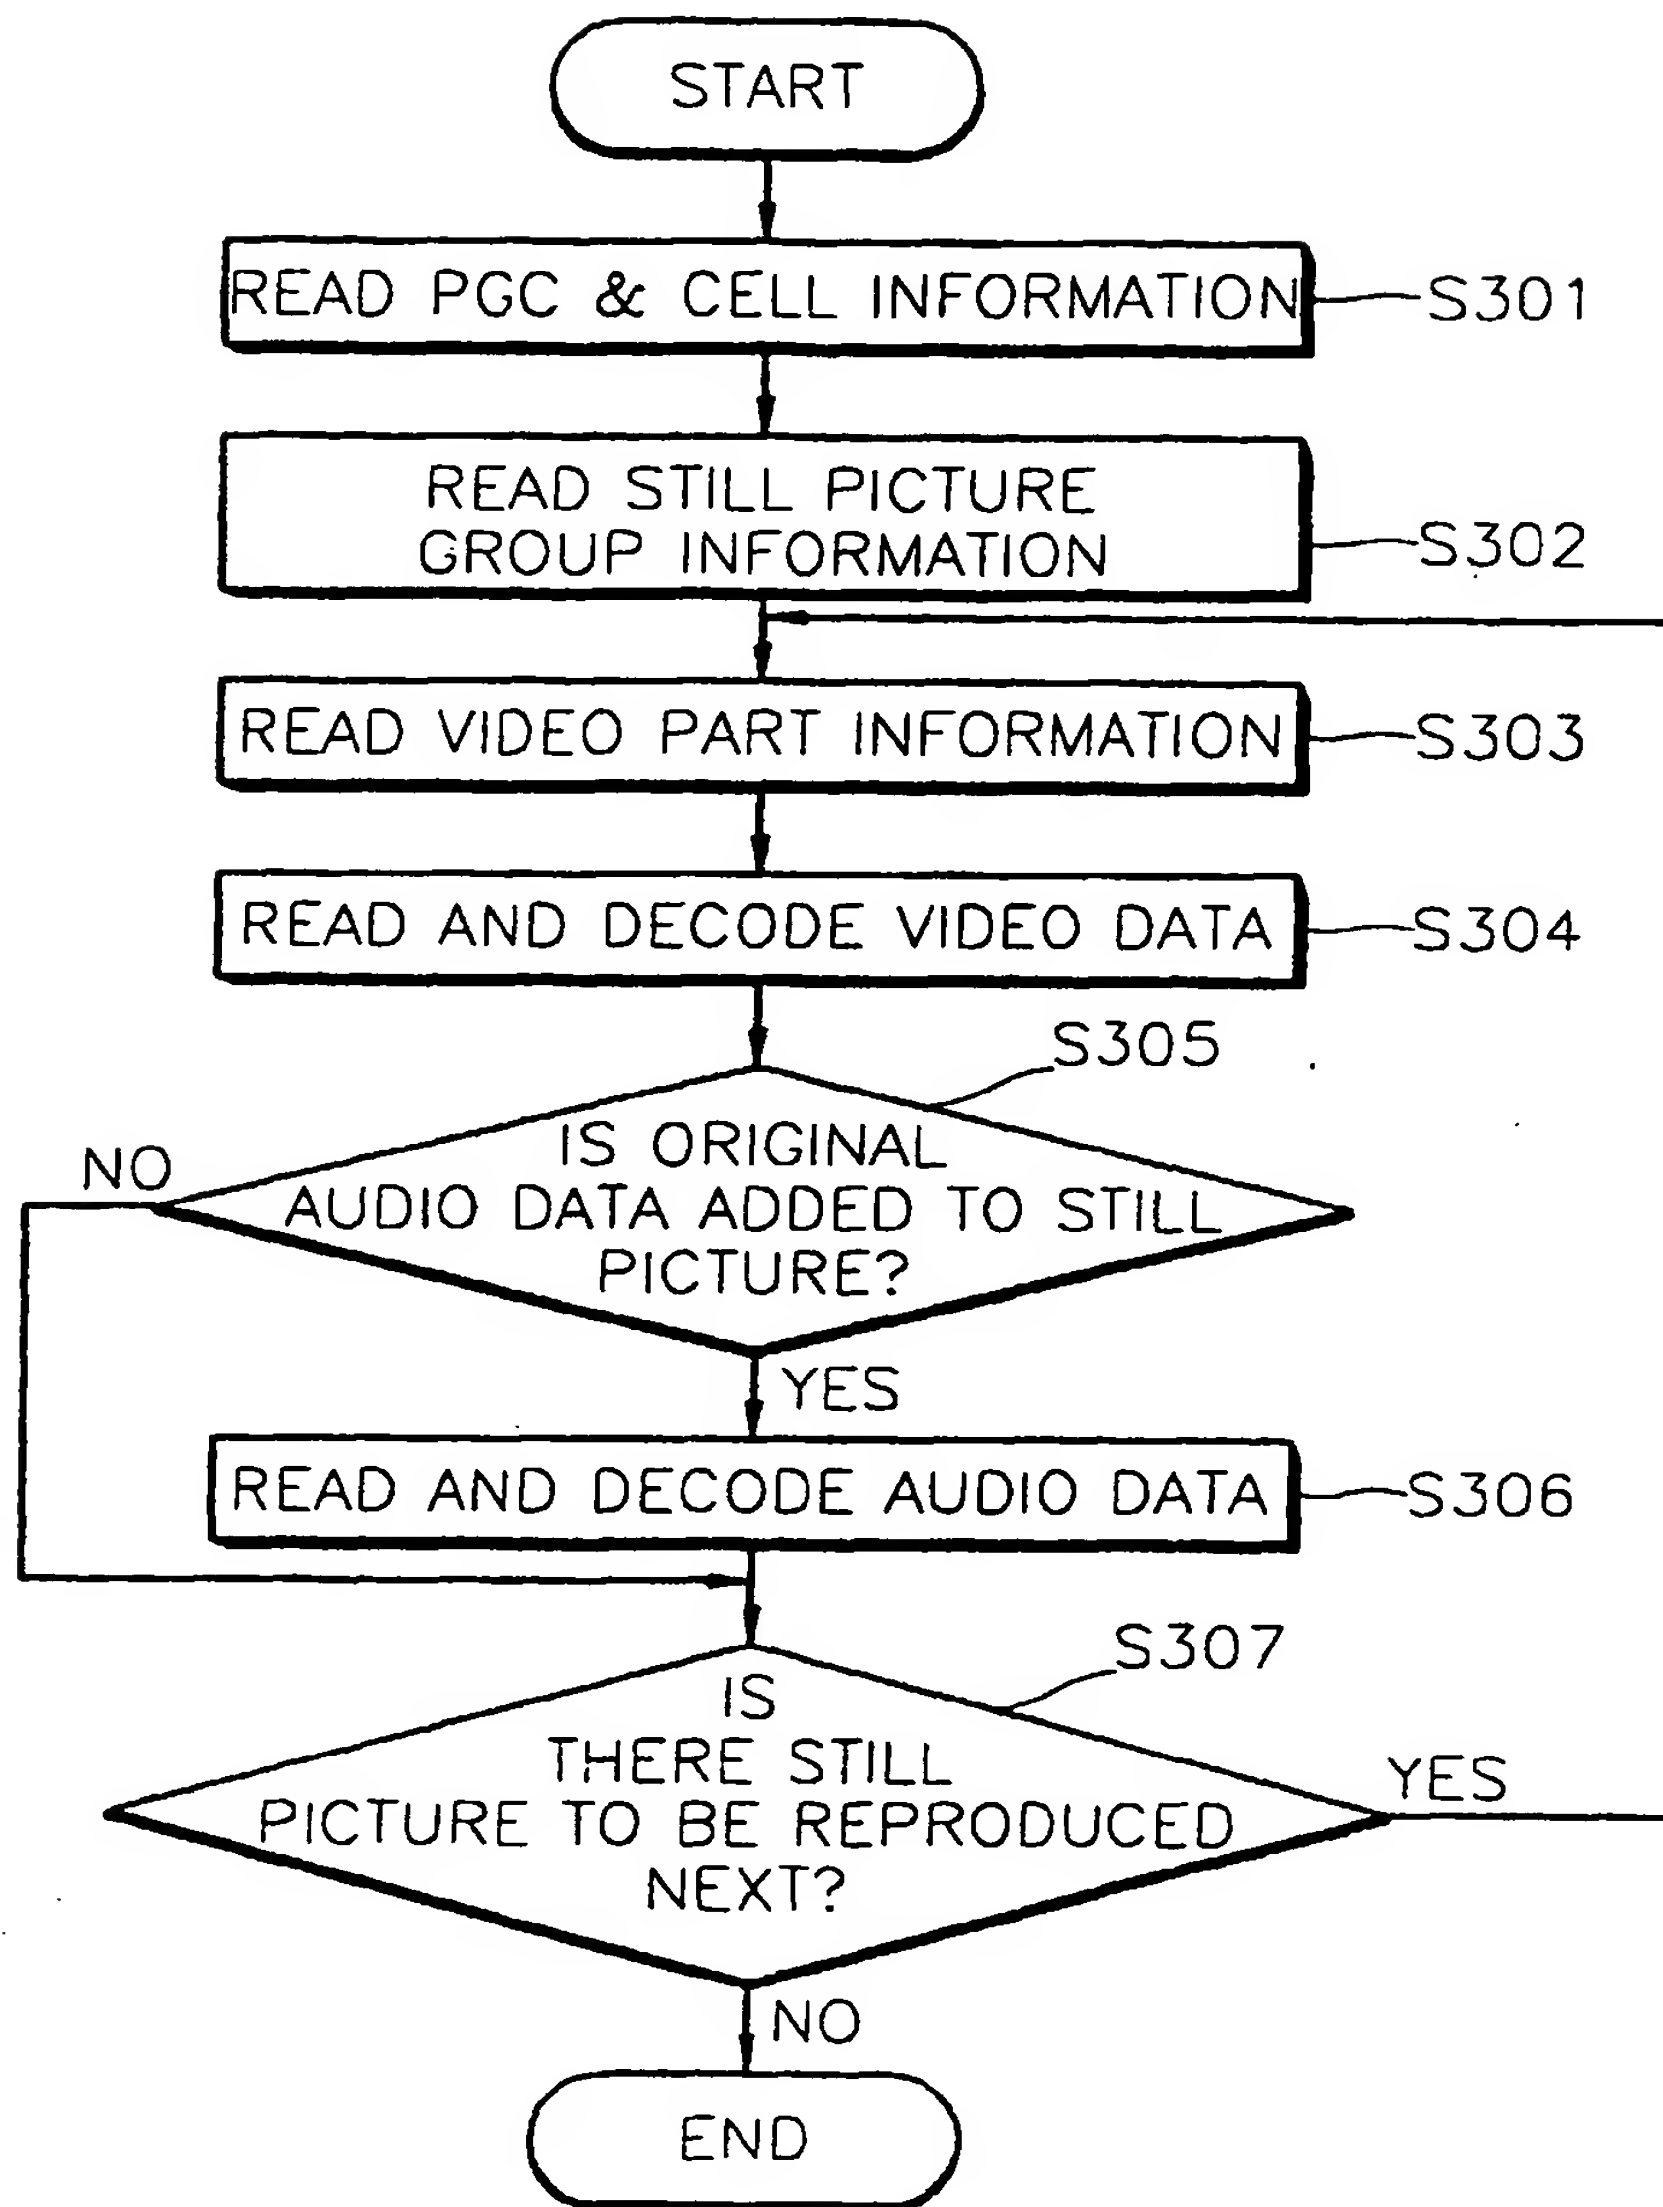 START
READ PGC & CELL INFORMATION
S301
READ STILL PICTURE
GROUP INFORMATION
S302
READ VIDEO PART INFORMATION
S303
READ AND DECODE VIDEO DATA
S304
S305
IS ORIGINAL
AUDIO DATA ADDED TO STILL
PICTURE?
NO
YES
READ AND DECODE AUDIO DATA
S306
S307
IS
THERE STILL
PICTURE TO BE REPRODUCED
NEXT?
YES
NO
END